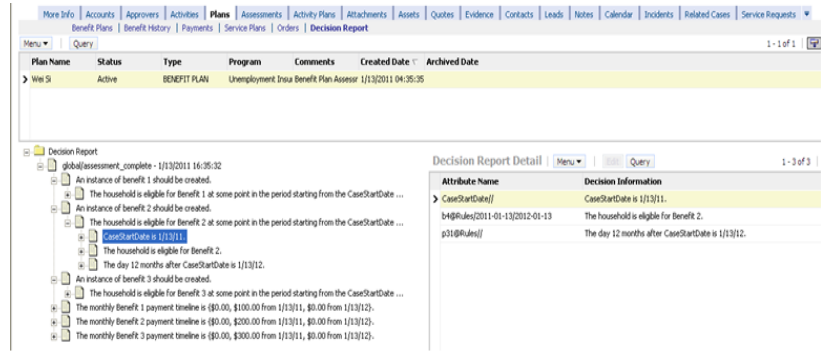 More Info Accounts Approvers Activities Plans Assessments Activity Plans Attachments Assets Quotes Evidence Contacts Leads Notes Calendar Incidents Related Cases Service Requests
Benefit Plans Benefit History Payments Service Plans Orders Decision Report
Menu Query 1 - 1 of 1
Plan Name Status Type Program Comments Created Date Archived Date
Wei Si Active BENEFIT PLAN Unemployment Insu Benefit Plan Assessr 1/13/2011 04:35:35
Decision Report
global/assessment_complete - 1/13/2011 16:35:32
An instance of benefit 1 should be created.
The household is eligible for Benefit 1 at some point in the period starting from the CaseStartDate ...
An instance of benefit 2 should be created.
The household is eligible for Benefit 2 at some point in the period starting from the CaseStartDate ...
CaseStartDate is 1/13/11.
The household is eligible for Benefit 2.
The day 12 months after CaseStartDate is 1/13/12.
An instance of benefit 3 should be created.
The household is eligible for Benefit 3 at some point in the period starting from the CaseStartDate ...
The monthly Benefit 1 payment timeline is {$0.00, $100.00 from 1/13/11, $0.00 from 1/13/12}.
The monthly Benefit 2 payment timeline is {$0.00, $200.00 from 1/13/11, $0.00 from 1/13/12}.
The monthly Benefit 3 payment timeline is {$0.00, $300.00 from 1/13/11, $0.00 from 1/13/12}.
Decision Report Detail Menu Edit Query 1 - 3 of 3
Attribute Name Decision Information
CaseStartDate// CaseStartDate is 1/13/11.
b4@Rules/2011-01-13/2012-01-13 The household is eligible for Benefit 2.
p31@Rules// The day 12 months after CaseStartDate is 1/13/12.